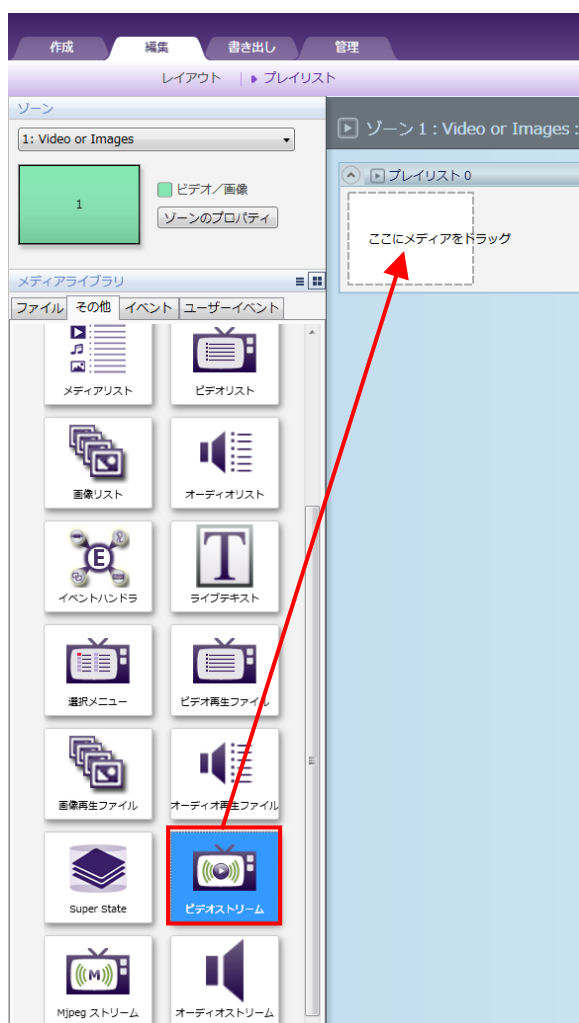 作成 編集 書き出し 管理
レイアウト プレイリスト
ゾーン
1: Video or Images
1
ビデオ/画像
ゾーンのプロパティ
メディアライブラリ
ファイル その他 イベント ユーザーイベント
メディアリスト ビデオリスト
画像リスト オーディオリスト
E T
イベントハンドラ ライブテキスト
選択メニュー ビデオ再生ファイル
画像再生ファイル オーディオ再生ファイル
Super State ビデオストリーム
(((M)))
Mjpeg ストリーム オーディオストリーム
ゾーン 1 : Video or Images :
プレイリスト 0
ここにメディアをドラッグ